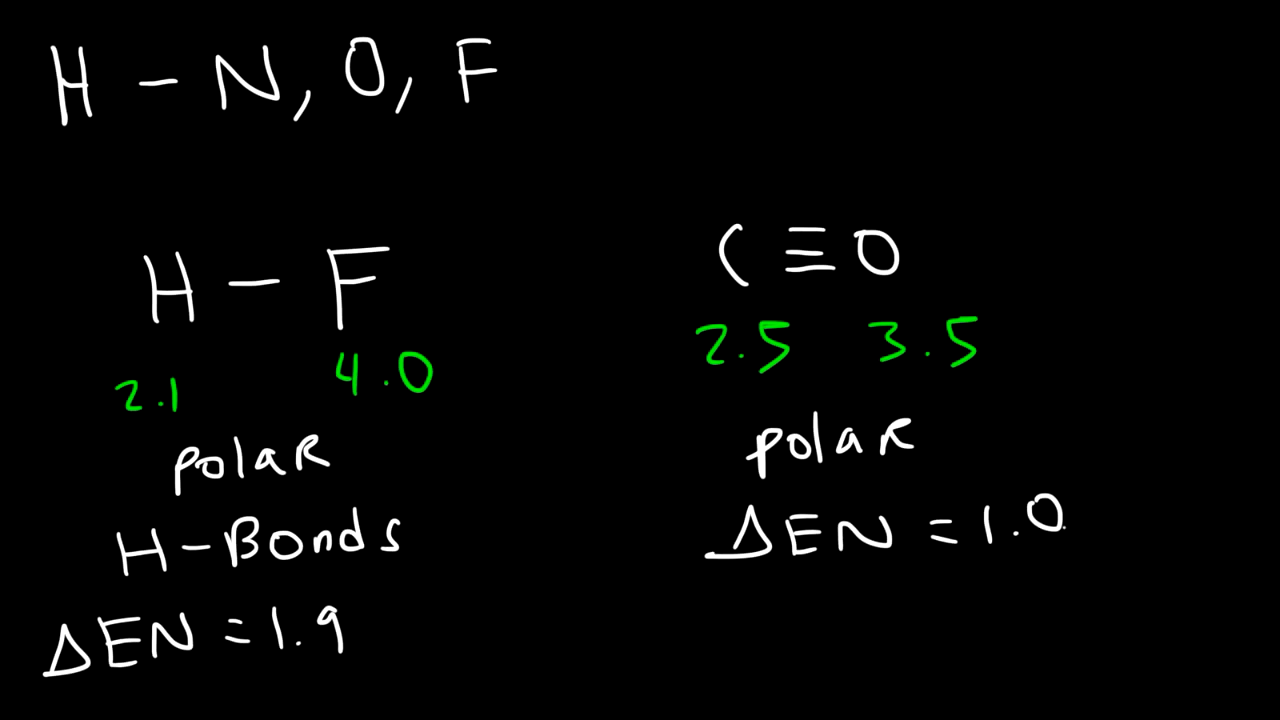 H - N, O, F
H - F
2.1 4.0
polar
H-Bonds
ΔEN = 1.9
C ≡ O
2.5 3.5
polar
ΔEN = 1.0